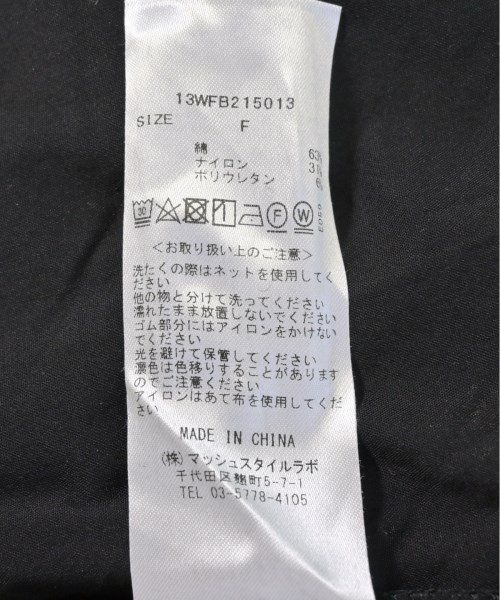 13WFB215013
SIZE F
綿
ナイロン
ポリウレタン
30 F W
<お取り扱い上のご注意>
洗たくの際はネットを使用してく
ださい
他の物と分けて洗ってください
濡れたまま放置しないでください
ゴム部分にはアイロンをかけない
でください
光を避けて保管してください
濃色は色移りすることがあります
のでご注意ください
アイロンはあて布を使用してくだ
さい
MADE IN CHINA
(株)マッシュスタイルラボ
千代田区麹町5-7-1
TEL 03-5778-4105